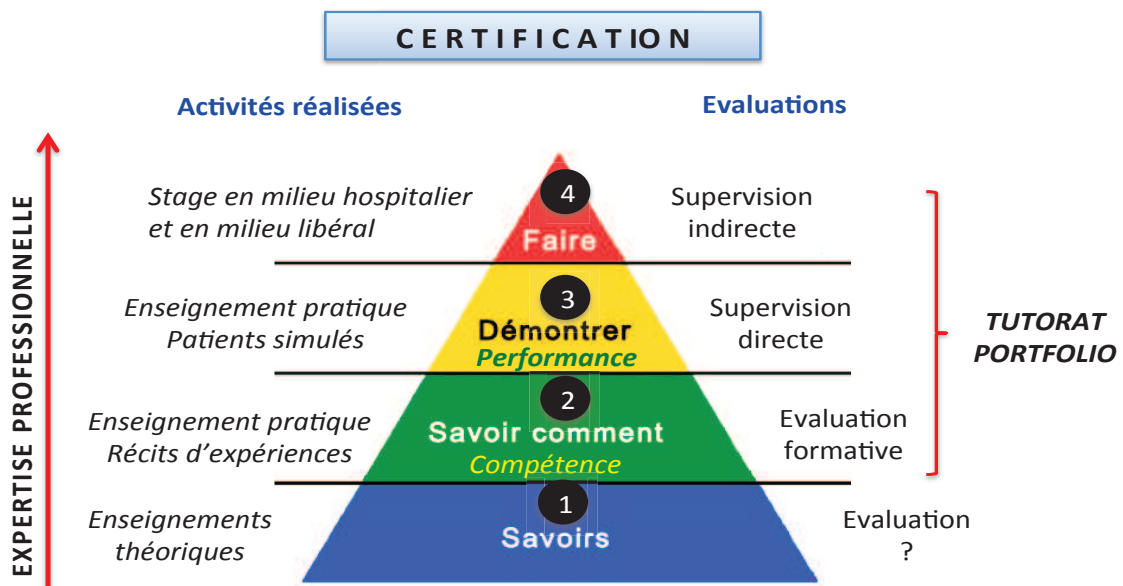 CERTIFICATION
Activités réalisées
Evaluations
EXPERTISE PROFESSIONNELLE
Stage en milieu hospitalier
et en milieu libéral
4
Faire
Supervision
indirecte
Enseignement pratique
Patients simulés
3
Démontrer
Performance
Supervision
directe
TUTORAT
PORTFOLIO
Enseignement pratique
Récits d'expériences
2
Savoir comment
Compétence
Evaluation
formative
Enseignements
théoriques
1
Savoirs
Evaluation
?